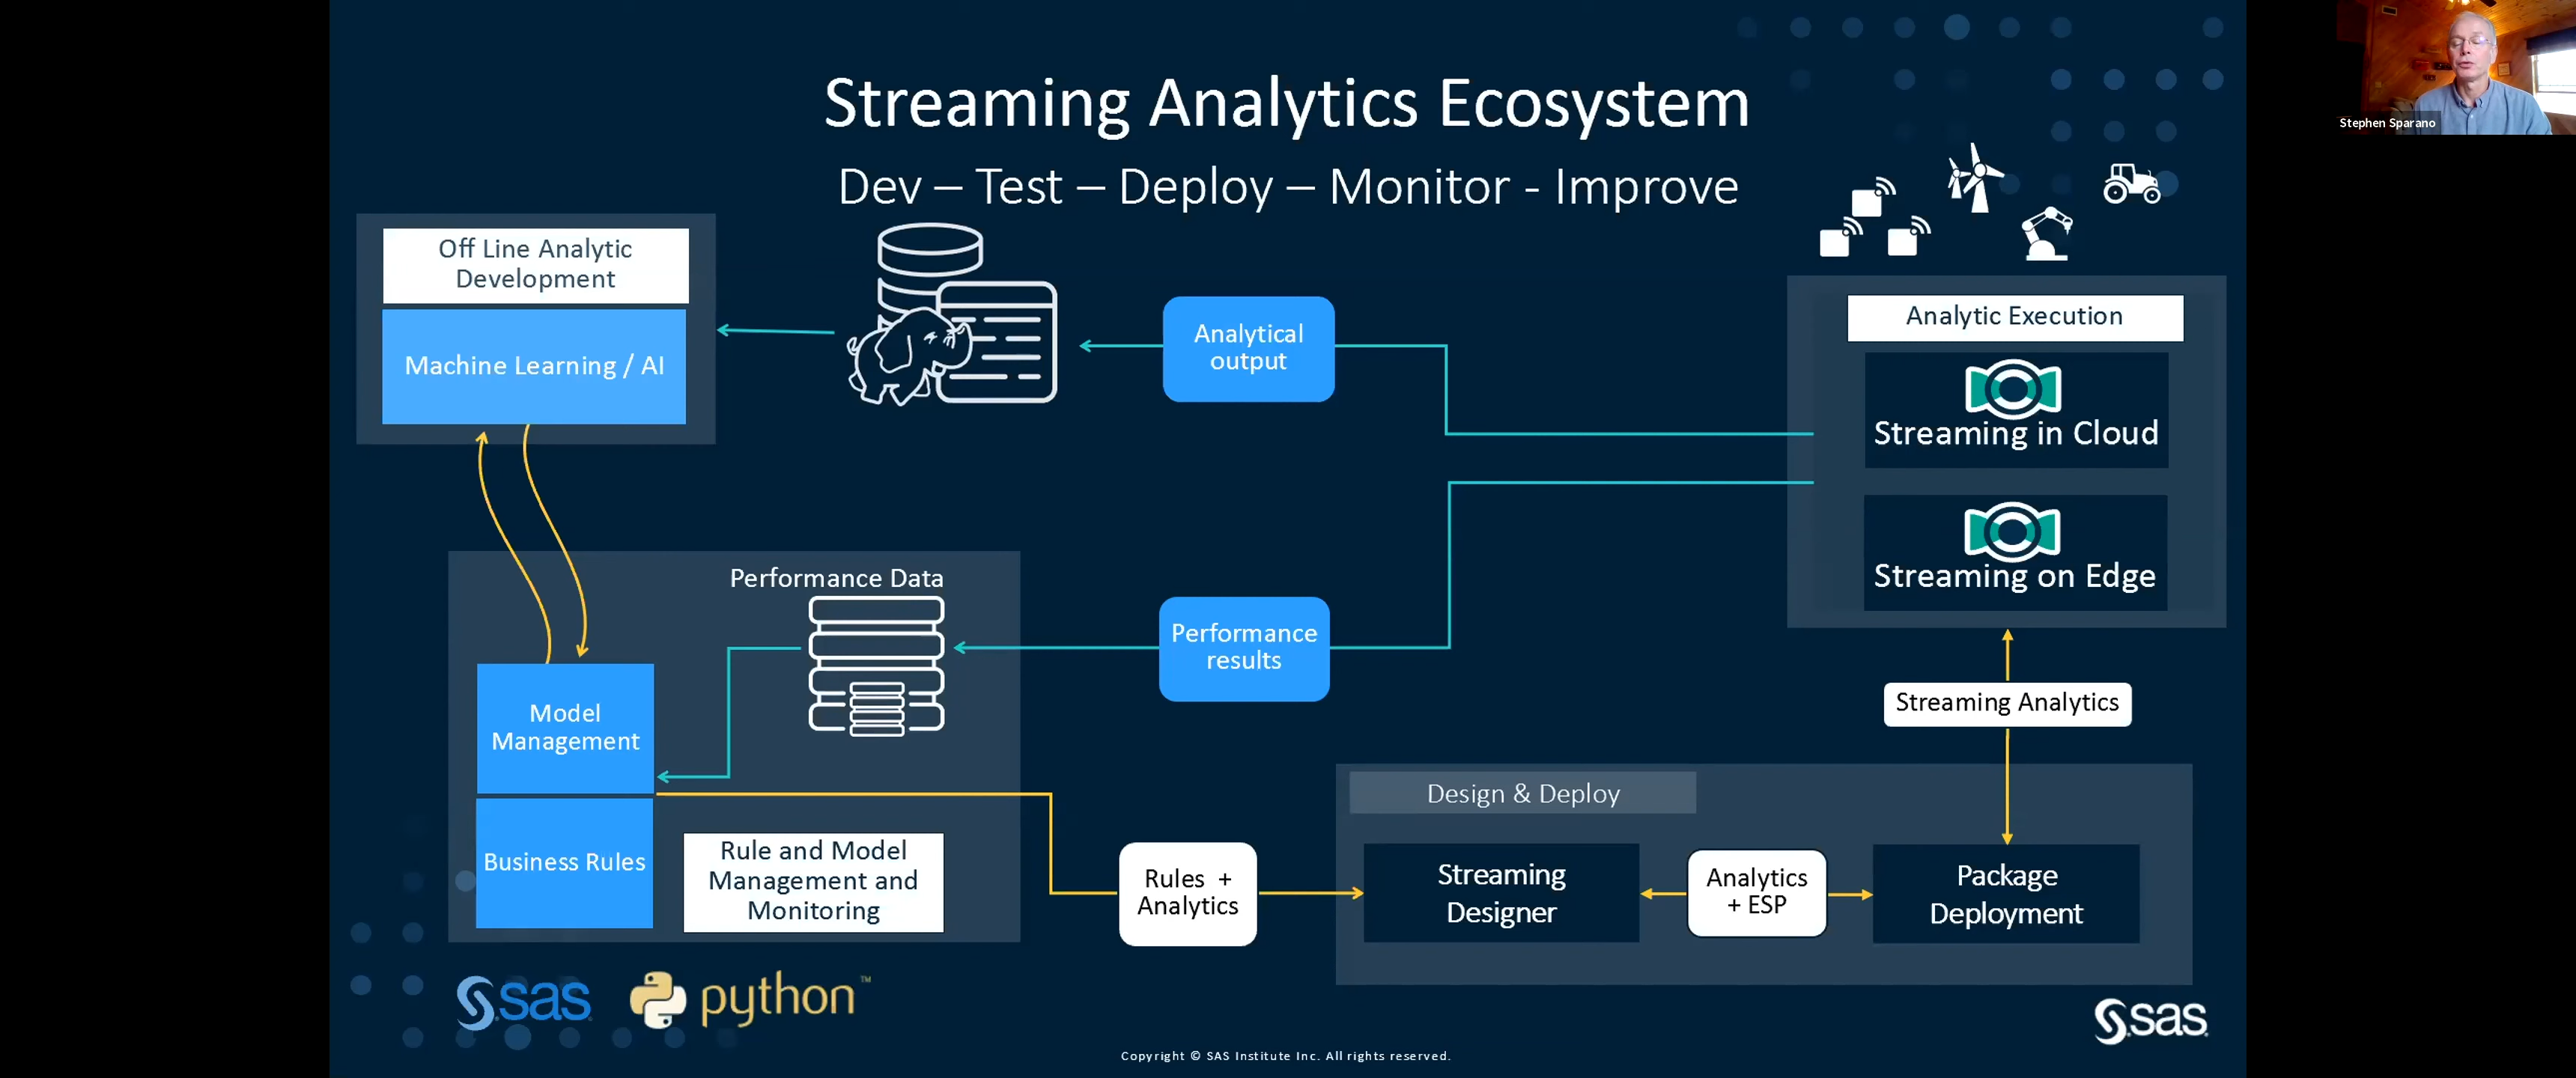 Streaming Analytics Ecosystem
Dev – Test – Deploy – Monitor - Improve
Stephen Sparano
Off Line Analytic
Development
Machine Learning / AI
Analytical
output
Analytic Execution
Streaming in Cloud
Streaming on Edge
Performance Data
Performance
results
Model
Management
Business Rules
Rule and Model
Management and
Monitoring
Streaming Analytics
Design & Deploy
Rules +
Analytics
Streaming
Designer
Analytics
+ ESP
Package
Deployment
sas
python™
sas
Copyright © SAS Institute Inc. All rights reserved.